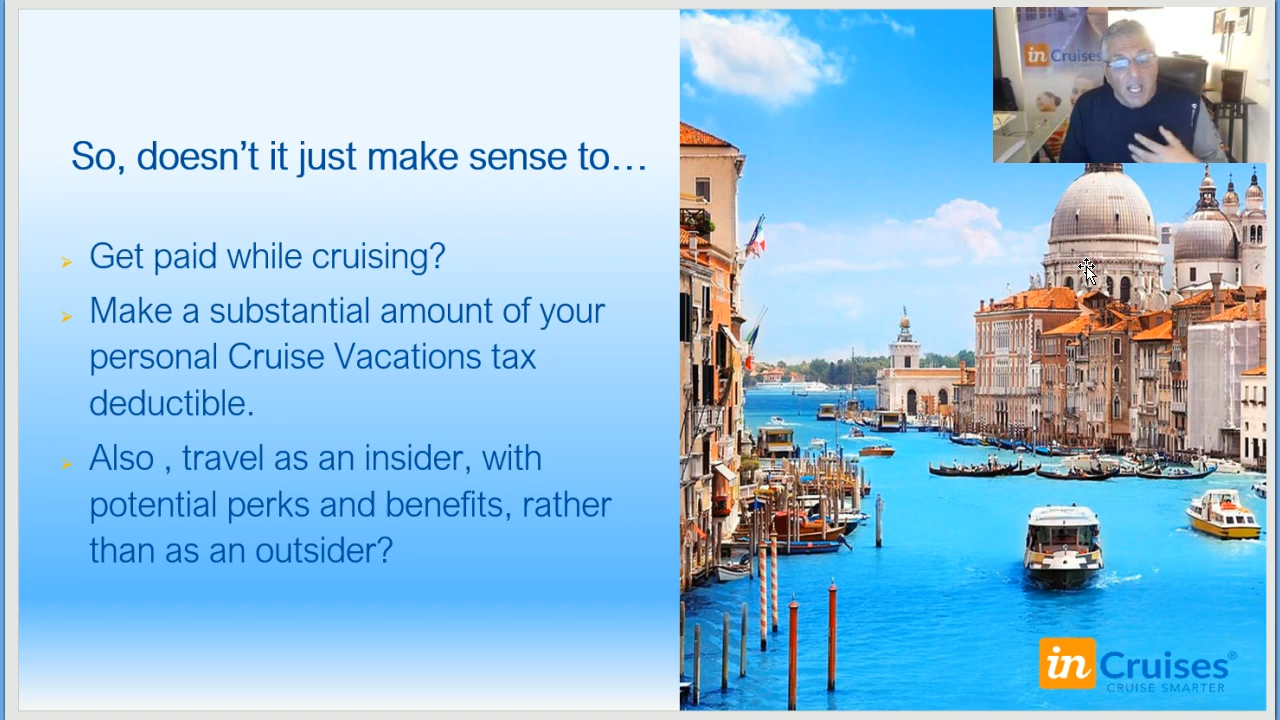 in Cruises
So, doesn't it just make sense to…
Get paid while cruising?
Make a substantial amount of your
personal Cruise Vacations tax
deductible.
Also , travel as an insider, with
potential perks and benefits, rather
than as an outsider?
in Cruises®
CRUISE SMARTER